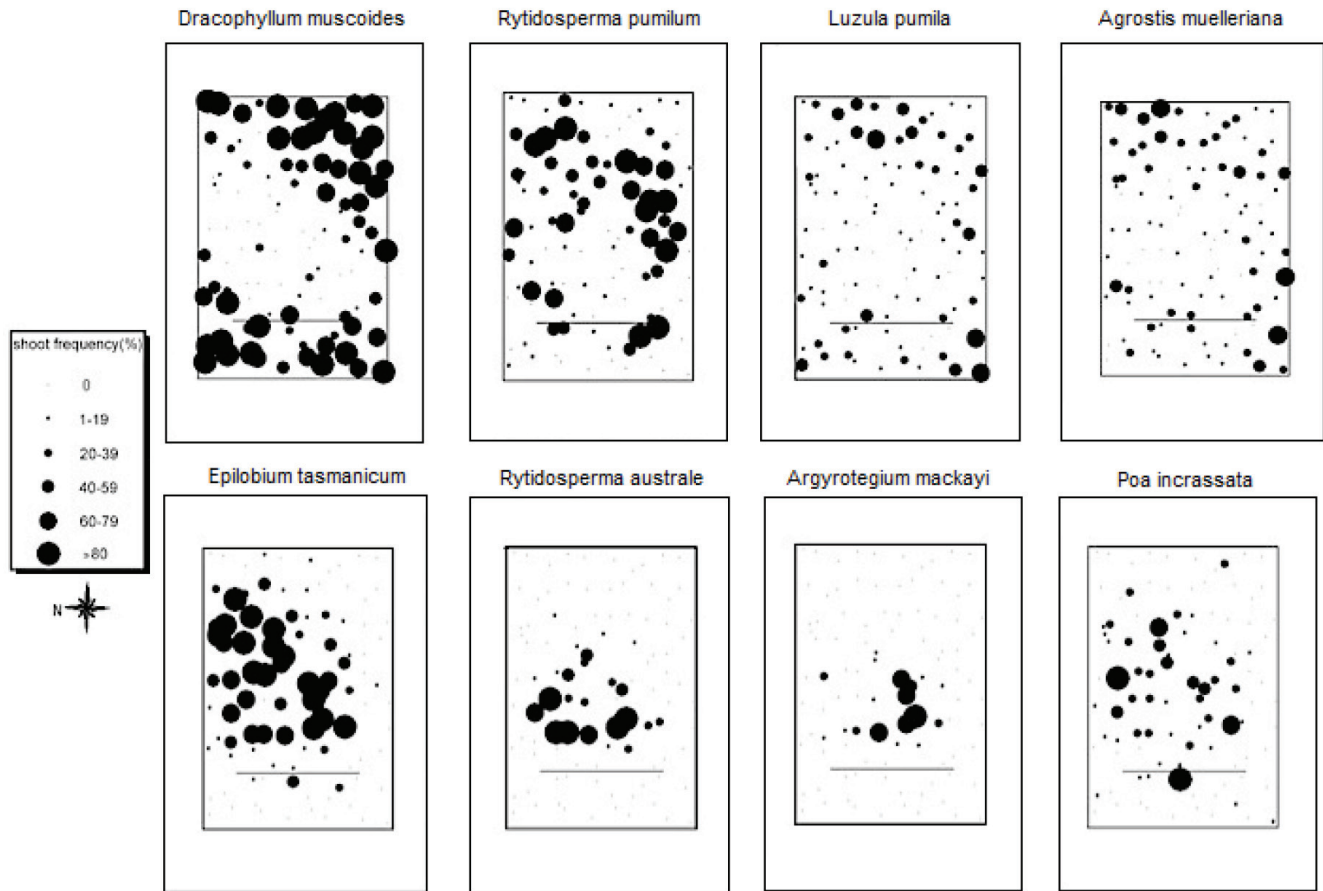 Dracophyllum muscoides
Rytidosperma pumilum
Luzula pumila
Agrostis muelleriana
shoot frequency(%)
0
1-19
20-39
40-59
60-79
>80
N
Epilobium tasmanicum
Rytidosperma australe
Argyrotegium mackayi
Poa incrassata